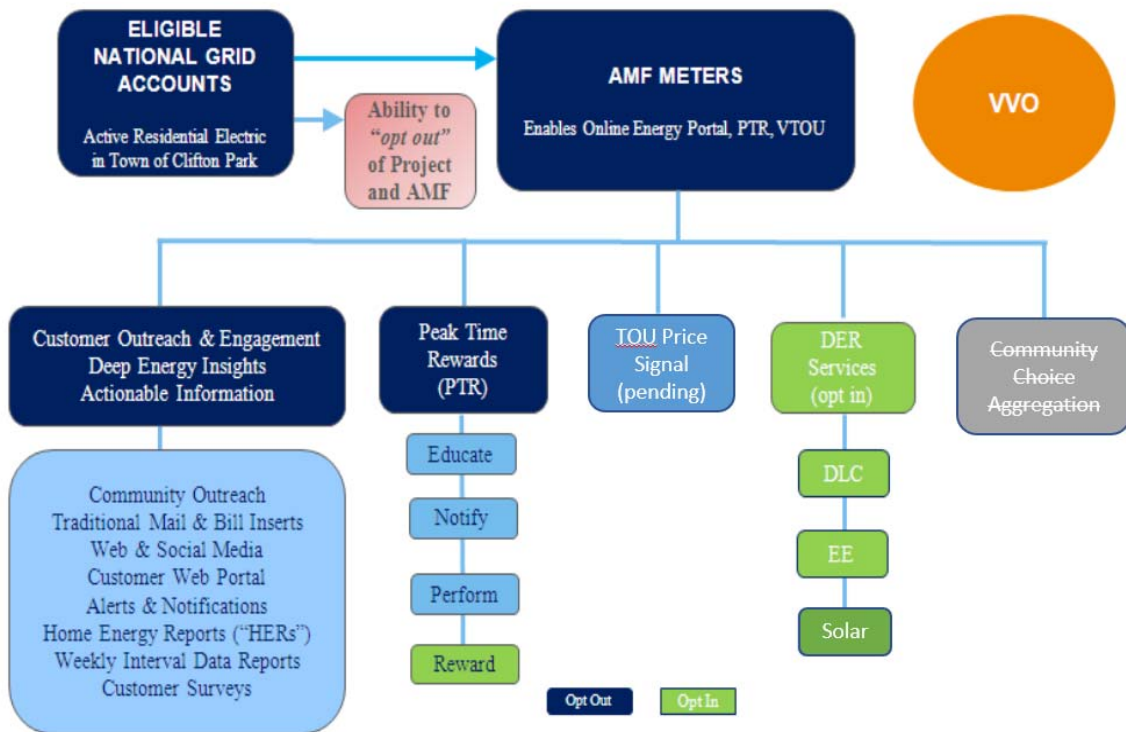 ELIGIBLE
NATIONAL GRID
ACCOUNTS
Active Residential Electric
in Town of Clifton Park
Ability to
“opt out”
of Project
and AMF
AMF METERS
Enables Online Energy Portal, PTR, VTOU
VVO
Customer Outreach & Engagement
Deep Energy Insights
Actionable Information
Community Outreach
Traditional Mail & Bill Inserts
Web & Social Media
Customer Web Portal
Alerts & Notifications
Home Energy Reports (“HERs”)
Weekly Interval Data Reports
Customer Surveys
Peak Time
Rewards
(PTR)
Educate
Notify
Perform
Reward
TOU Price
Signal
(pending)
DER
Services
(opt in)
DLC
EE
Solar
Community
Choice
Aggregation
Opt Out
Opt In